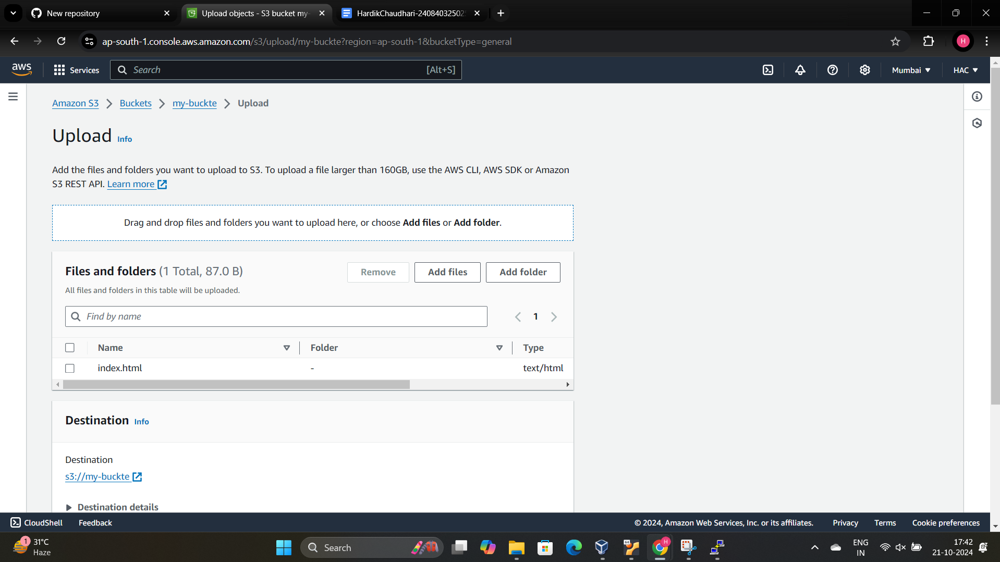 New repository
Upload objects - S3 bucket my-
HardikChaudhari-24084032502
ap-south-1.console.aws.amazon.com/s3/upload/my-buckte?region=ap-south-1&bucketType=general
H
aws
Services
Search
[Alt+S]
Mumbai
HAC
Amazon S3
Buckets
my-buckte
Upload
Upload Info
Add the files and folders you want to upload to S3. To upload a file larger than 160GB, use the AWS CLI, AWS SDK or Amazon
S3 REST API. Learn more
Drag and drop files and folders you want to upload here, or choose Add files or Add folder.
Files and folders (1 Total, 87.0 B)
Remove
Add files
Add folder
All files and folders in this table will be uploaded.
Find by name
1
Name
Folder
Type
index.html
-
text/html
Destination Info
Destination
s3://my-buckte
Destination details
CloudShell
Feedback
© 2024, Amazon Web Services, Inc. or its affiliates.
Privacy
Terms
Cookie preferences
1
31°C
Haze
Search
64
H
ENG
IN
17:42
21-10-2024